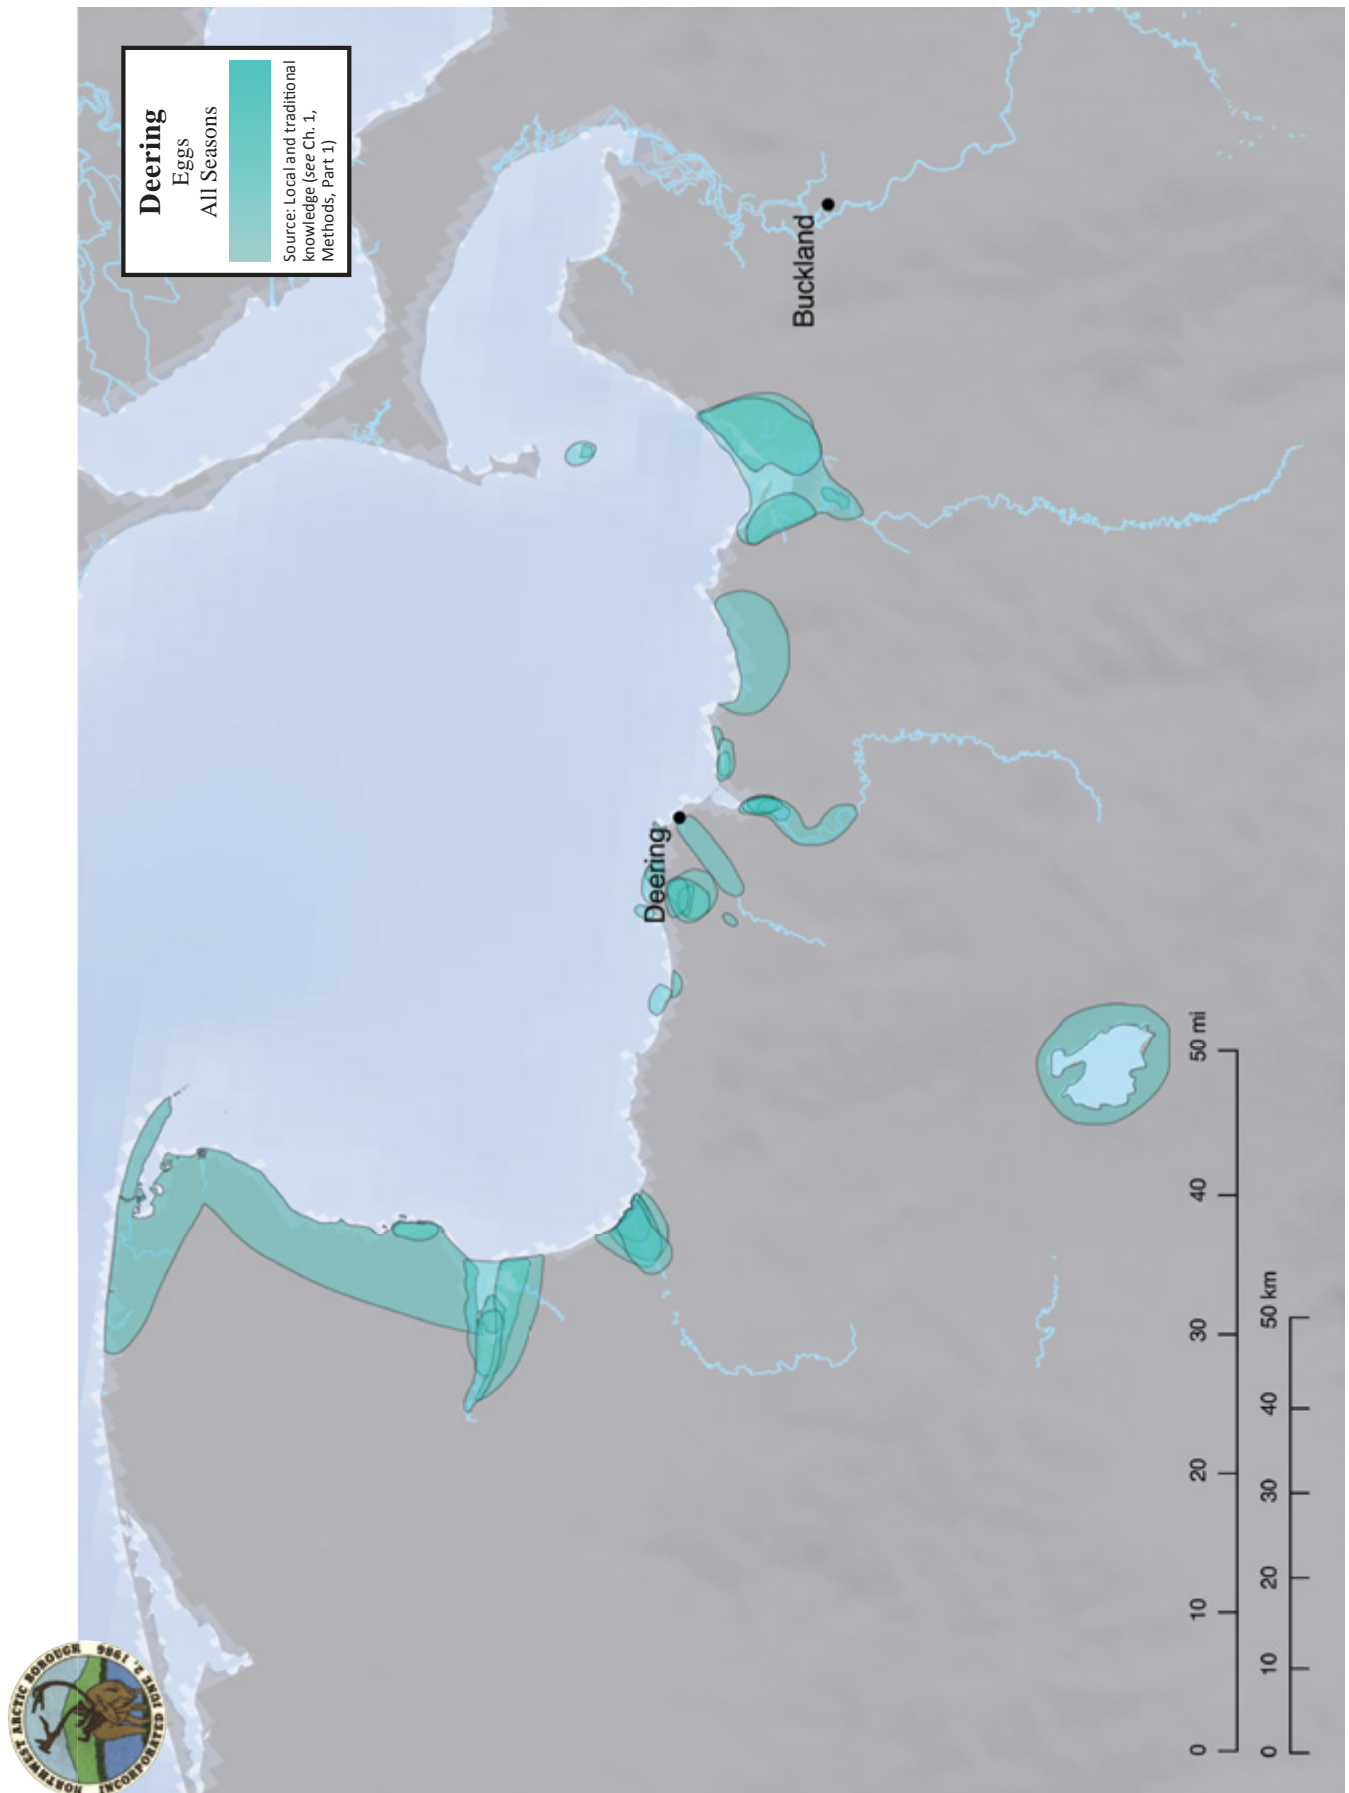 Deering
Eggs
All Seasons
Source: Local and traditional
knowledge (see Ch. 1,
Methods, Part 1)
Buckland
Deering
0 10 20 30 40 50 mi
0 10 20 30 40 50 km
NORTHWEST ARCTIC BOROUGH
INCORPORATED JUNE 2, 1986